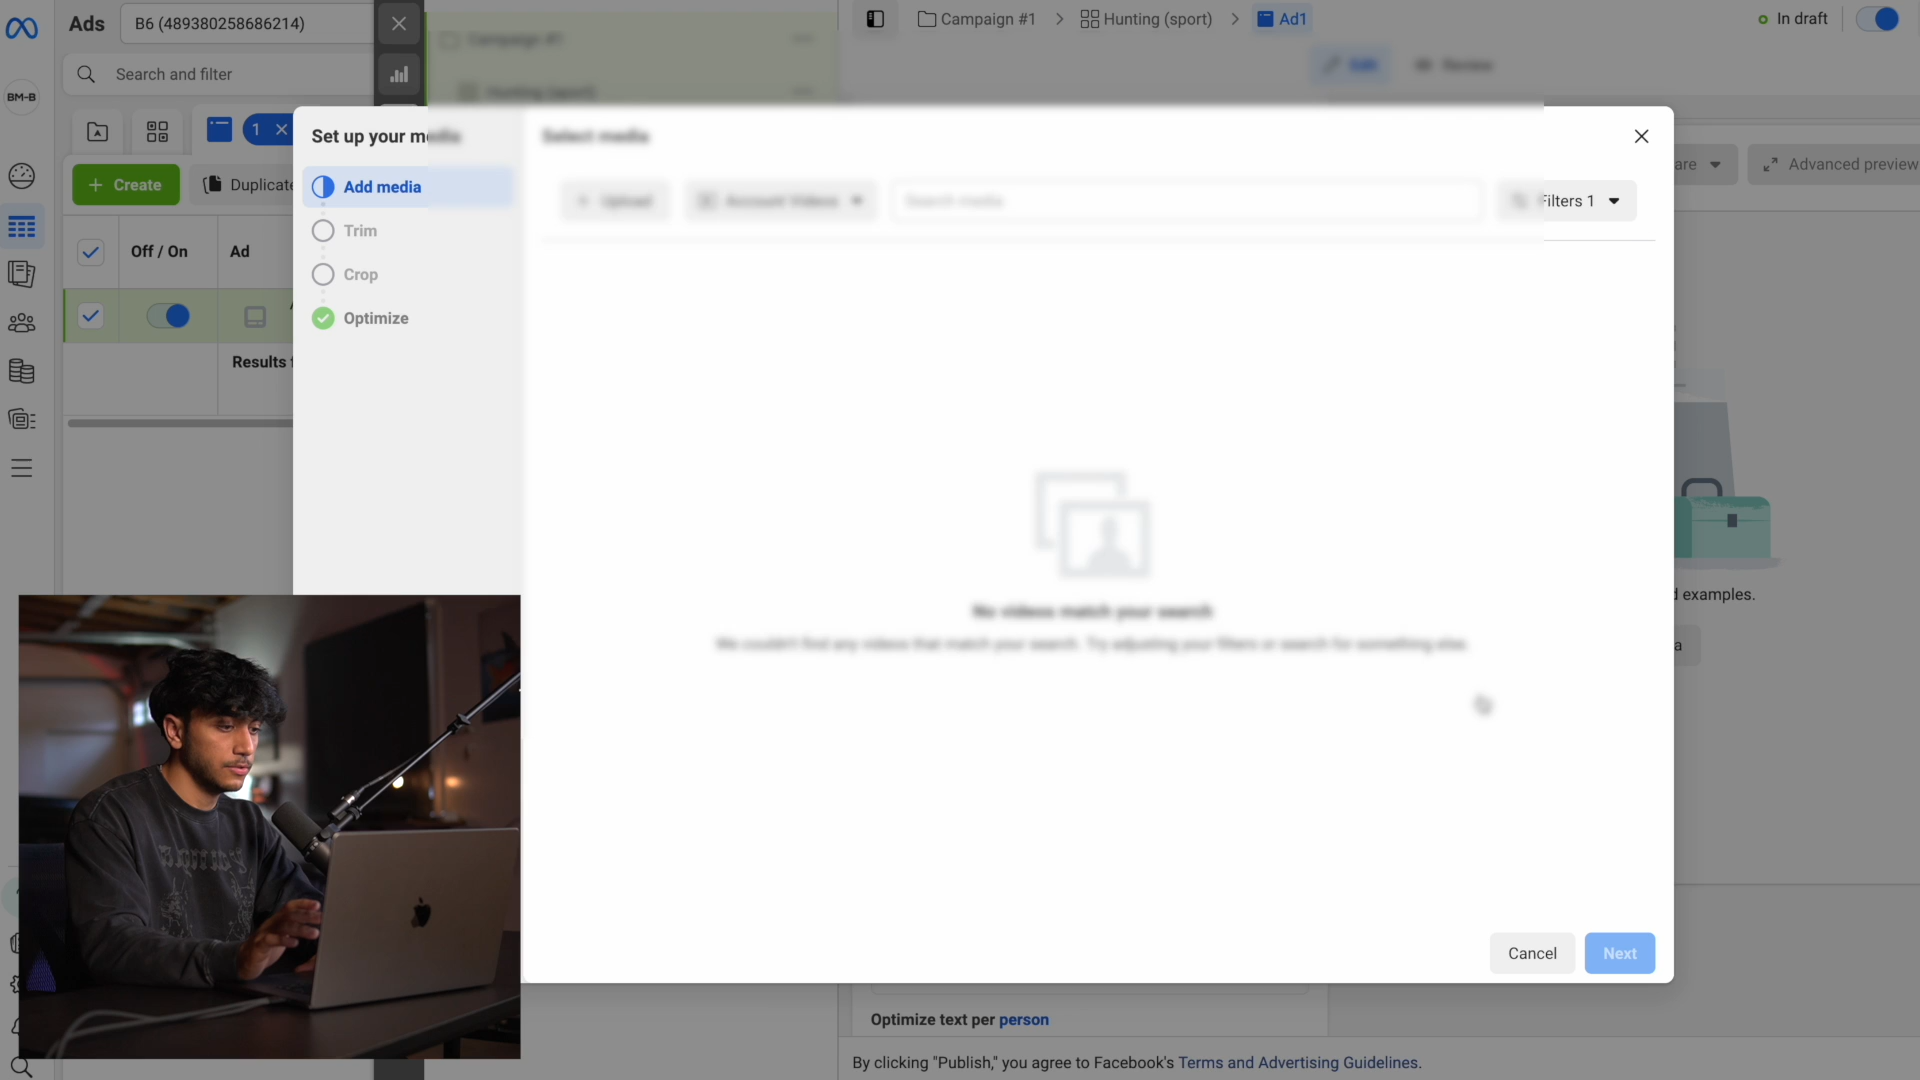 Ads
B6 (489380258686214)
Campaign #1
Campaign #1
Hunting (sport)
Ad1
In draft
Search and filter
Edit
Review
BM-B
Hunting (sport)
1
Set up your media
Select media
Advanced preview
Create
Duplicate
Add media
Upload
Account Videos
Search media
Filters 1
Trim
Off / On
Ad
Crop
Optimize
Results
No videos match your search
We couldn't find any videos that match your search. Try adjusting your filters or search for something else.
examples.
Cancel
Next
Optimize text per person
By clicking "Publish," you agree to Facebook's Terms and Advertising Guidelines.